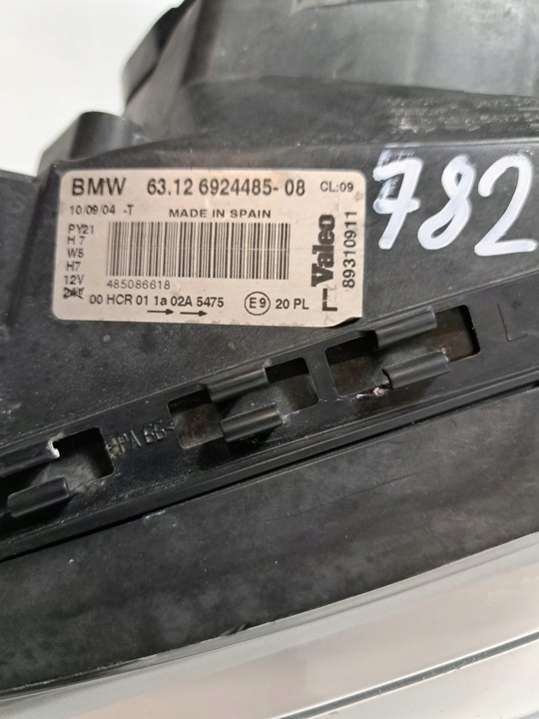 BMW 63.12 6924485-08 CL:09
10/09/04 -T MADE IN SPAIN
PY21
H7
W5
H7
12V
485086618
00 HCR 01 1a 02A 5475 E9 20 PL
Valeo
89310911
782